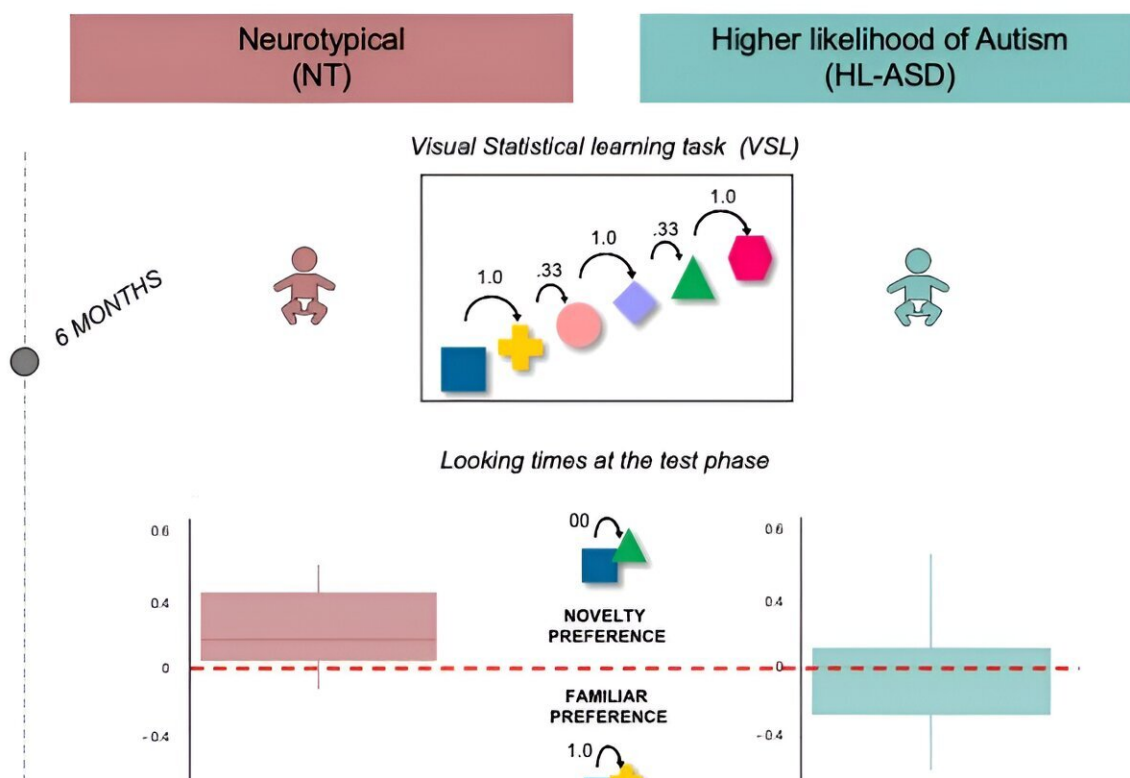 Neurotypical
(NT)
Higher likelihood of Autism
(HL-ASD)
Visual Statistical learning task (VSL)
1.0
.33
1.0
.33
1.0
6 MONTHS
Looking times at the test phase
0.6
0.4
0
-0.4
00
NOVELTY
PREFERENCE
FAMILIAR
PREFERENCE
1.0
0.6
0.4
0
-0.4